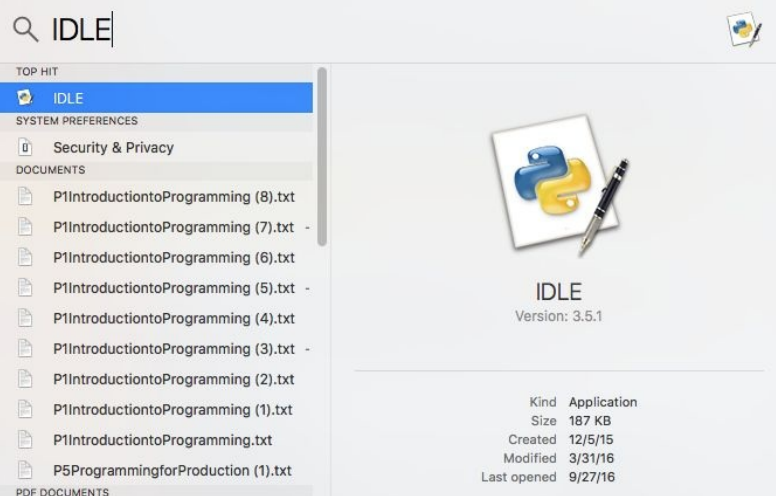 IDLE
TOP HIT
IDLE
SYSTEM PREFERENCES
Security & Privacy
DOCUMENTS
P1IntroductiontoProgramming (8).txt
P1IntroductiontoProgramming (7).txt -
P1IntroductiontoProgramming (6).txt
P1IntroductiontoProgramming (5).txt -
P1IntroductiontoProgramming (4).txt
P1IntroductiontoProgramming (3).txt -
P1IntroductiontoProgramming (2).txt
P1IntroductiontoProgramming (1).txt
P1IntroductiontoProgramming.txt
P5ProgrammingforProduction (1).txt
PDF DOCUMENTS
IDLE
Version: 3.5.1
Kind Application
Size 187 KB
Created 12/5/15
Modified 3/31/16
Last opened 9/27/16